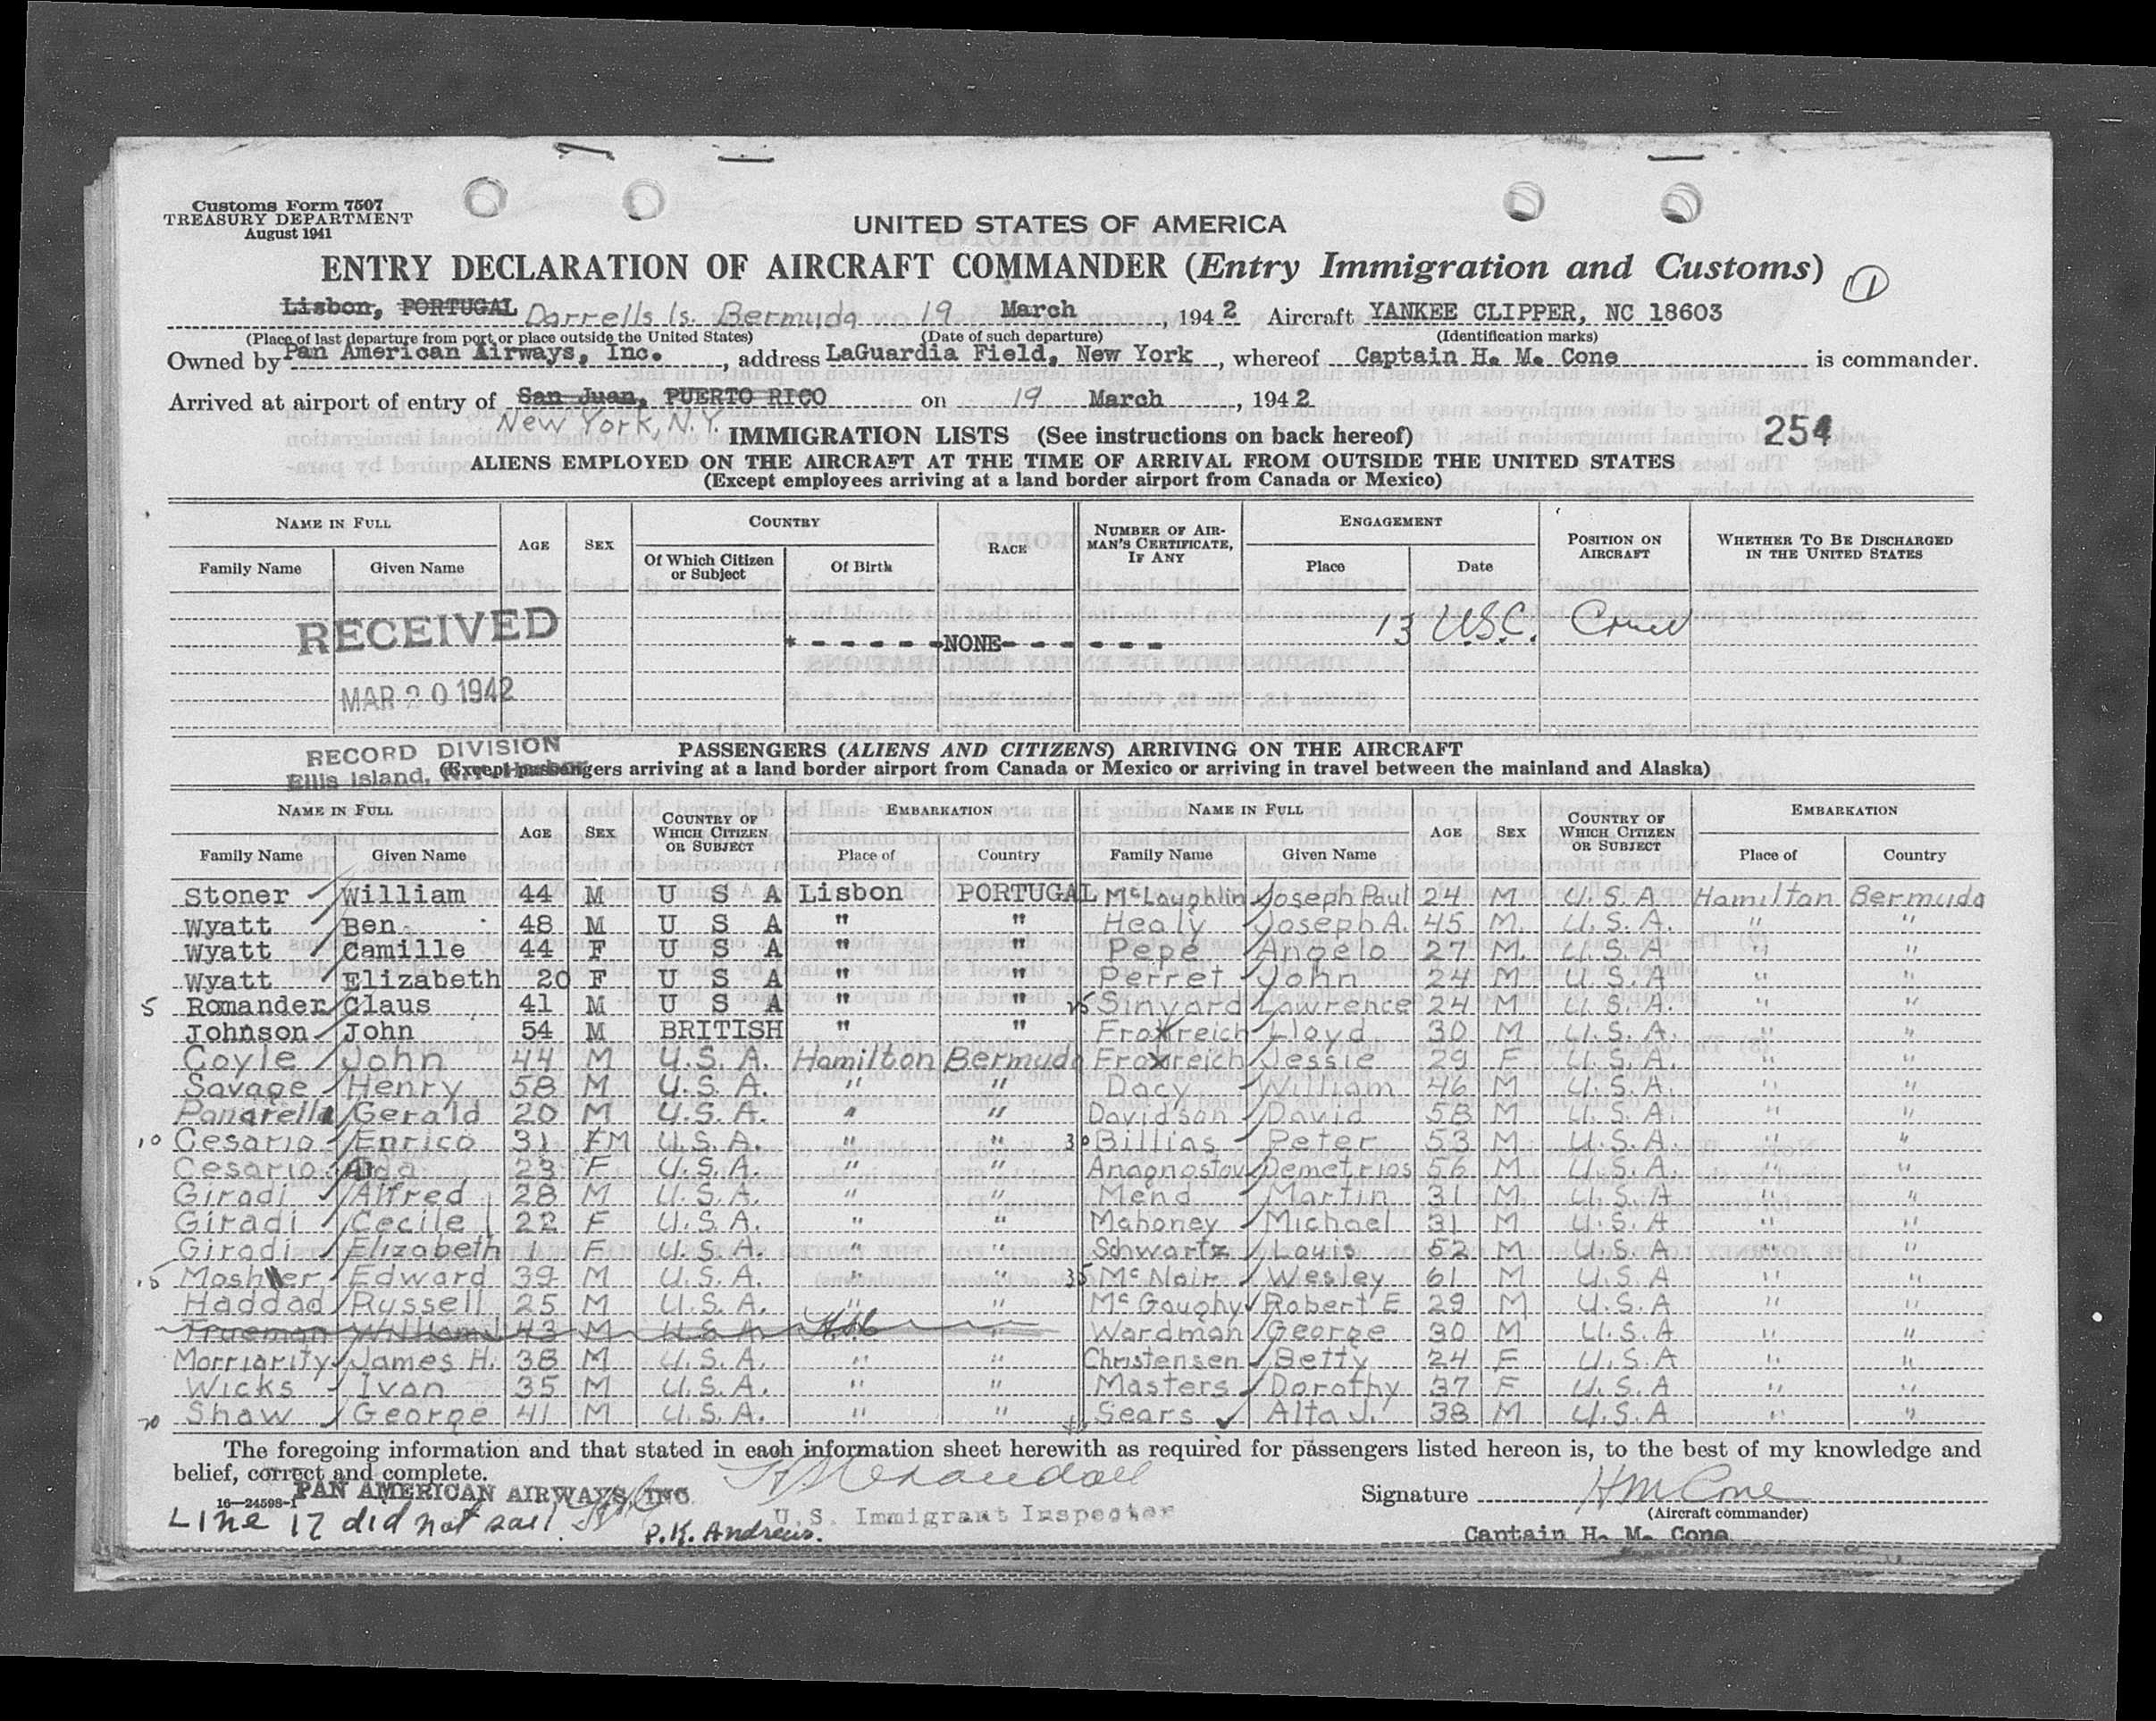 Customs Form 7507
TREASURY DEPARTMENT
August 1941
UNITED STATES OF AMERICA
ENTRY DECLARATION OF AIRCRAFT COMMANDER (Entry Immigration and Customs) 1
Lisbon, PORTUGAL Darrells Is. Bermuda 19 March, 1942 Aircraft YANKEE CLIPPER, NC 18603
(Place of last departure from port or place outside the United States) (Date of such departure) (Identification marks)
Owned by Pan American Airways, Inc., address LaGuardia Field, New York, whereof Captain H. M. Cone is commander.
Arrived at airport of entry of San Juan, PUERTO RICO on 19 March, 1942
New York, N.Y.
254
IMMIGRATION LISTS (See instructions on back hereof)
ALIENS EMPLOYED ON THE AIRCRAFT AT THE TIME OF ARRIVAL FROM OUTSIDE THE UNITED STATES
(Except employees arriving at a land border airport from Canada or Mexico)
NAME IN FULL AGE SEX COUNTRY RACE NUMBER OF AIRMAN'S CERTIFICATE, IF ANY ENGAGEMENT POSITION ON AIRCRAFT WHETHER TO BE DISCHARGED IN THE UNITED STATES
Family Name Given Name Of Which Citizen or Subject Of Birth Place Date
RECEIVED
* - - - - - -NONE- - - - - - - 13 U.S.C. Crew
MAR 20 1942
RECORD DIVISION
Ellis Island,
PASSENGERS (ALIENS AND CITIZENS) ARRIVING ON THE AIRCRAFT
(Except passengers arriving at a land border airport from Canada or Mexico or arriving in travel between the mainland and Alaska)
NAME IN FULL AGE SEX COUNTRY OF WHICH CITIZEN OR SUBJECT EMBARKATION NAME IN FULL AGE SEX COUNTRY OF WHICH CITIZEN OR SUBJECT EMBARKATION
Family Name Given Name Place of Country Family Name Given Name Place of Country
Stoner William 44 M U S A Lisbon PORTUGAL McLaughlin Joseph Paul 24 M U.S.A. Hamilton Bermuda
Wyatt Ben 48 M U S A " " Healy Joseph A. 45 M. U.S.A. " "
Wyatt Camille 44 F U S A " " Pepe Angelo 27 M. U.S.A " "
Wyatt Elizabeth 20 F U S A " " Perret John 24 M U.S.A " "
5 Romander Claus 41 M U S A " " 25 Sinyard Lawrence 24 M U.S.A. " "
Johnson John 54 M BRITISH " " Froxreich Lloyd 30 M U.S.A. " "
Coyle John 44 M U.S.A. Hamilton Bermuda Froxreich Jessie 29 F U.S.A. " "
Savage Henry 58 M U.S.A. " " Dacy William 46 M U.S.A. " "
Panarella Gerald 20 M U.S.A. " " Davidson David 58 M U.S.A. " "
10 Cesario Enrico 31 FM U.S.A. " " 30 Billias Peter 53 M U.S.A. " "
Cesario Ida 23 F U.S.A. " " Anagnostou Demetrios 56 M U.S.A. " "
Giradi Alfred 28 M U.S.A. " " Mend Martin 31 M U.S.A " "
Giradi Cecile 22 F U.S.A. " " Mahoney Michael 31 M U.S.A " "
Giradi Elizabeth 1 F U.S.A. " " Schwartz Louis 52 M U.S.A " "
15 Mosher Edward 39 M U.S.A. " " 35 McNair Wesley 61 M U.S.A " "
Haddad Russell 25 M U.S.A. " " McGaughy Robert E 29 M U.S.A " "
Trueman William J 43 M U.S.A. " Wardman George 30 M U.S.A " "
Morriarity James H. 38 M U.S.A. " " Christensen Betty 24 F U.S.A " "
Wicks Ivan 35 M U.S.A. " " Masters Dorothy 37 F U.S.A " "
20 Shaw George 41 M U.S.A. " " Sears Alta J. 38 M U.S.A " "
The foregoing information and that stated in each information sheet herewith as required for passengers listed hereon is, to the best of my knowledge and
belief, correct and complete.
PAN AMERICAN AIRWAYS, INC
16—24598-1
Signature HM Cone
(Aircraft commander)
Line 17 did not sail. P.K. Andrews. U.S. Immigrant Inspector
Captain H. M. Cone